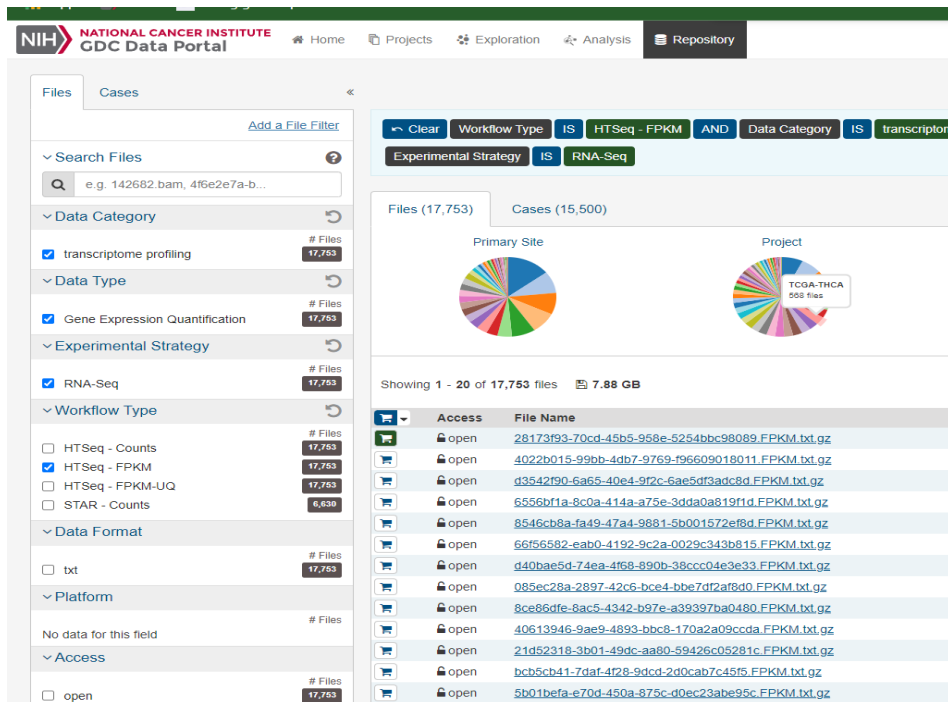 NIH NATIONAL CANCER INSTITUTE
GDC Data Portal
Home Projects Exploration Analysis Repository
Files Cases «
Add a File Filter
Search Files
e.g. 142682.bam, 4f6e2e7a-b...
Data Category
# Files
transcriptome profiling 17,753
Data Type
# Files
Gene Expression Quantification 17,753
Experimental Strategy
# Files
RNA-Seq 17,753
Workflow Type
# Files
HTSeq - Counts 17,753
HTSeq - FPKM 17,753
HTSeq - FPKM-UQ 17,753
STAR - Counts 6,630
Data Format
# Files
txt 17,753
Platform
# Files
No data for this field
Access
# Files
open 17,753
Clear Workflow Type IS HTSeq - FPKM AND Data Category IS transcriptor
Experimental Strategy IS RNA-Seq
Files (17,753) Cases (15,500)
Primary Site Project
TCGA-THCA
568 files
Showing 1 - 20 of 17,753 files 7.88 GB
Access File Name
open 28173f93-70cd-45b5-958e-5254bbc98089.FPKM.txt.gz
open 4022b015-99bb-4db7-9769-f96609018011.FPKM.txt.gz
open d3542f90-6a65-40e4-9f2c-6ae5df3adc8d.FPKM.txt.gz
open 6556bf1a-8c0a-414a-a75e-3dda0a819f1d.FPKM.txt.gz
open 8546cb8a-fa49-47a4-9881-5b001572ef8d.FPKM.txt.gz
open 66f56582-eab0-4192-9c2a-0029c343b815.FPKM.txt.gz
open d40bae5d-74ea-4f68-890b-38ccc04e3e33.FPKM.txt.gz
open 085ec28a-2897-42c6-bce4-bbe7df2af8d0.FPKM.txt.gz
open 8ce86dfe-8ac5-4342-b97e-a39397ba0480.FPKM.txt.gz
open 40613946-9ae9-4893-bbc8-170a2a09ccda.FPKM.txt.gz
open 21d52318-3b01-49dc-aa80-59426c05281c.FPKM.txt.gz
open bcb5cb41-7daf-4f28-9dcd-2d0cab7c45f5.FPKM.txt.gz
open 5b01befa-e70d-450a-875c-d0ec23abe95c.FPKM.txt.gz